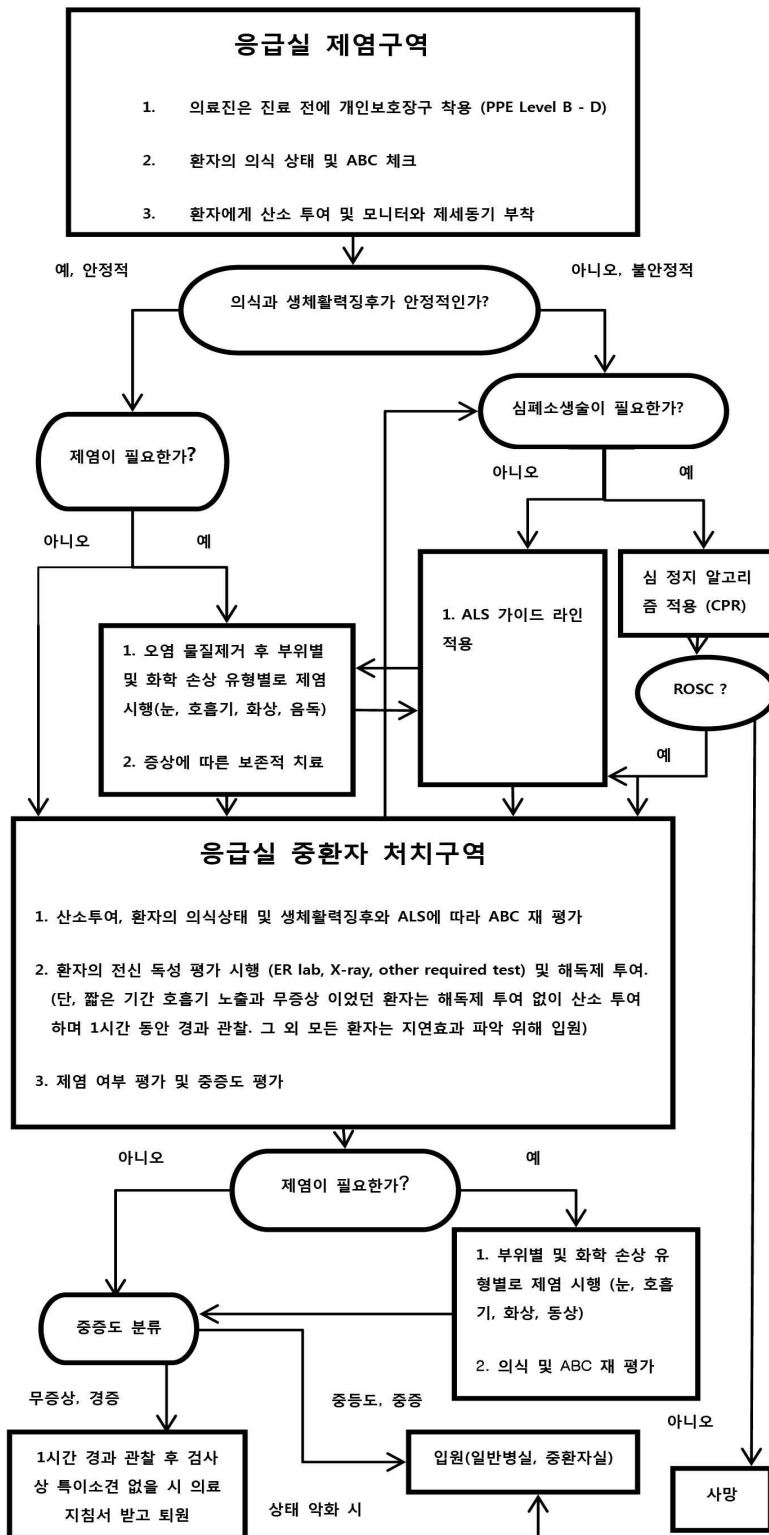 응급실 제염구역
1. 의료진은 진료 전에 개인보호장구 착용 (PPE Level B - D)
2. 환자의 의식 상태 및 ABC 체크
3. 환자에게 산소 투여 및 모니터와 제세동기 부착
예, 안정적
아니오, 불안정적
의식과 생체활력징후가 안정적인가?
심폐소생술이 필요한가?
제염이 필요한가?
아니오
예
아니오
예
심 정지 알고리
즘 적용 (CPR)
1. ALS 가이드 라인
적용
1. 오염 물질제거 후 부위별
및 화학 손상 유형별로 제염
시행(눈, 호흡기, 화상, 음독)
2. 증상에 따른 보존적 치료
ROSC ?
예
응급실 중환자 처치구역
1. 산소투여, 환자의 의식상태 및 생체활력징후와 ALS에 따라 ABC 재 평가
2. 환자의 전신 독성 평가 시행 (ER lab, X-ray, other required test) 및 해독제 투여.
(단, 짧은 기간 호흡기 노출과 무증상 이었던 환자는 해독제 투여 없이 산소 투여
하며 1시간 동안 경과 관찰. 그 외 모든 환자는 지연효과 파악 위해 입원)
3. 제염 여부 평가 및 중증도 평가
아니오
예
제염이 필요한가?
1. 부위별 및 화학 손상 유
형별로 제염 시행 (눈, 호흡
기, 화상, 동상)
2. 의식 및 ABC 재 평가
중증도 분류
무증상, 경증
중등도, 중증
아니오
1시간 경과 관찰 후 검사
상 특이소견 없을 시 의료
지침서 받고 퇴원
상태 악화 시
입원(일반병실, 중환자실)
사망